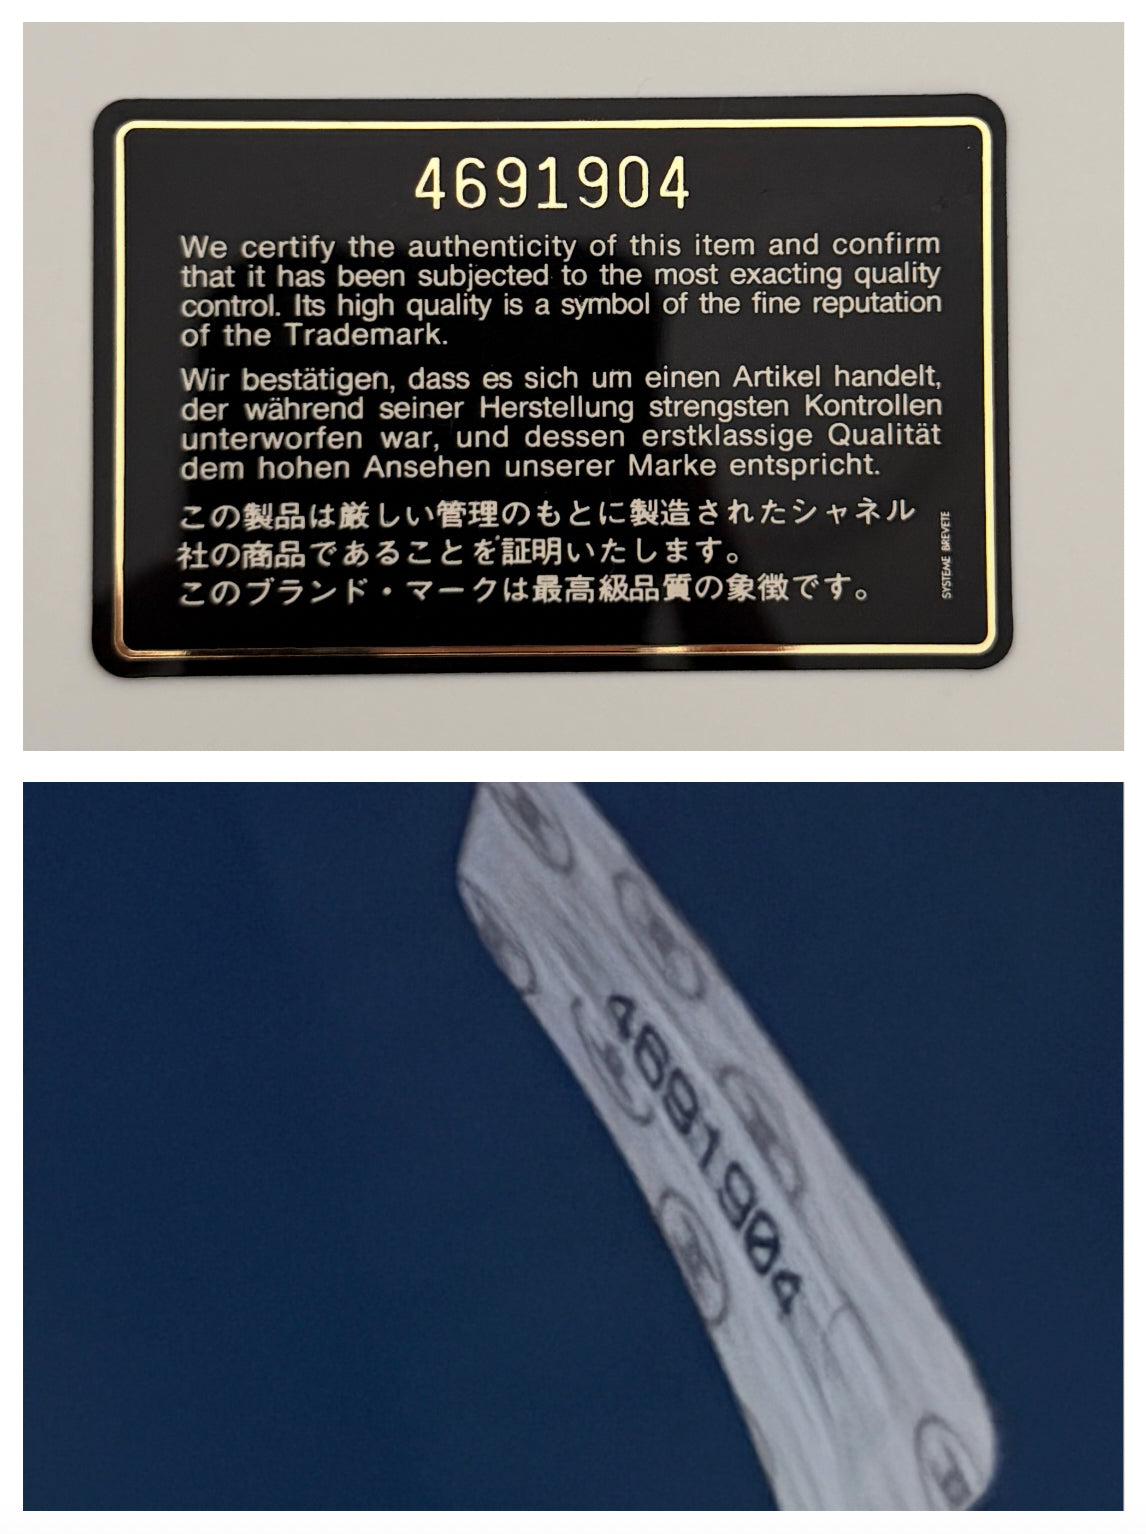 4691904
We certify the authenticity of this item and confirm
that it has been subjected to the most exacting quality
control. Its high quality is a symbol of the fine reputation
of the Trademark.
Wir bestätigen, dass es sich um einen Artikel handelt,
der während seiner Herstellung strengsten Kontrollen
unterworfen war, und dessen erstklassige Qualität
dem hohen Ansehen unserer Marke entspricht.
この製品は厳しい管理のもとに製造されたシャネル
社の商品であることを証明いたします。
このブランド・マークは最高級品質の象徴です。
SYSTEME BREVETE
4691904